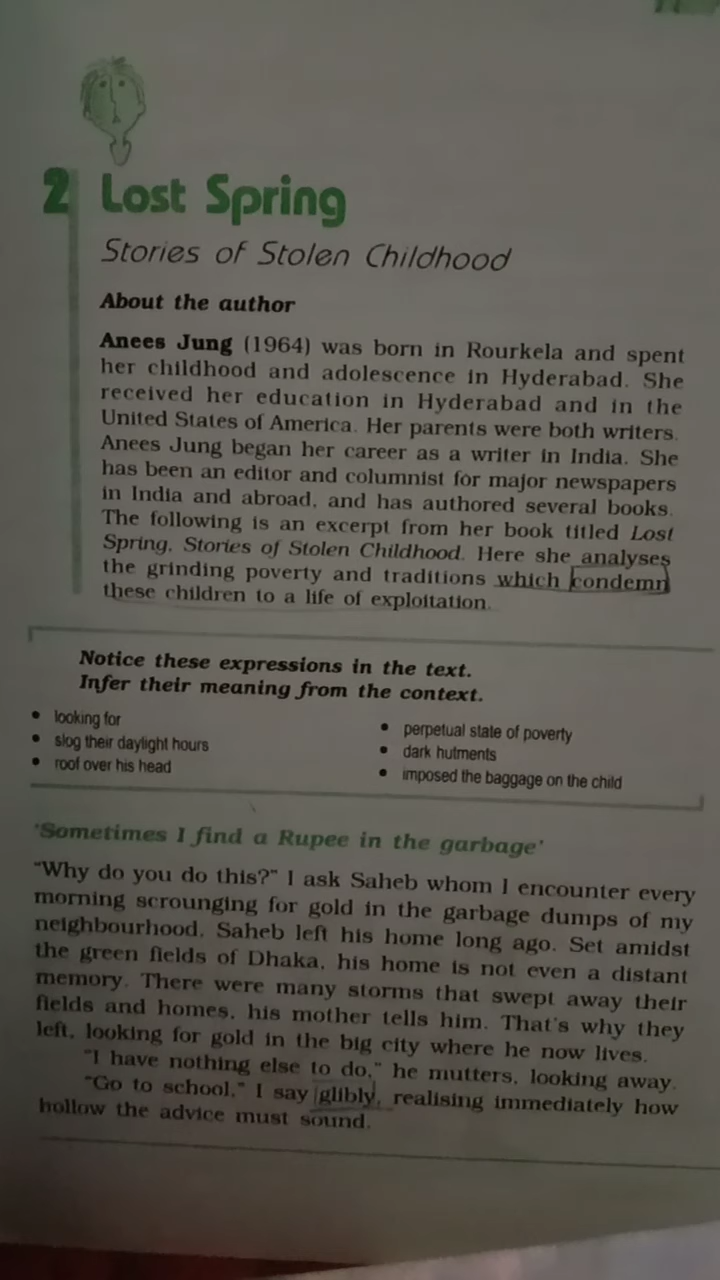 2 Lost Spring
Stories of Stolen Childhood
About the author
Anees Jung (1964) was born in Rourkela and spent
her childhood and adolescence in Hyderabad. She
received her education in Hyderabad and in the
United States of America. Her parents were both writers.
Anees Jung began her career as a writer in India. She
has been an editor and columnist for major newspapers
in India and abroad, and has authored several books.
The following is an excerpt from her book titled Lost
Spring, Stories of Stolen Childhood. Here she analyses
the grinding poverty and traditions which condemn
these children to a life of exploitation.
Notice these expressions in the text.
Infer their meaning from the context.
• looking for
• slog their daylight hours
• roof over his head
• perpetual state of poverty
• dark hutments
• imposed the baggage on the child
'Sometimes I find a Rupee in the garbage'
"Why do you do this?" I ask Saheb whom I encounter every
morning scrounging for gold in the garbage dumps of my
neighbourhood. Saheb left his home long ago. Set amidst
the green fields of Dhaka, his home is not even a distant
memory. There were many storms that swept away their
fields and homes, his mother tells him. That's why they
left, looking for gold in the big city where he now lives.
"I have nothing else to do," he mutters, looking away.
"Go to school," I say glibly, realising immediately how
hollow the advice must sound.